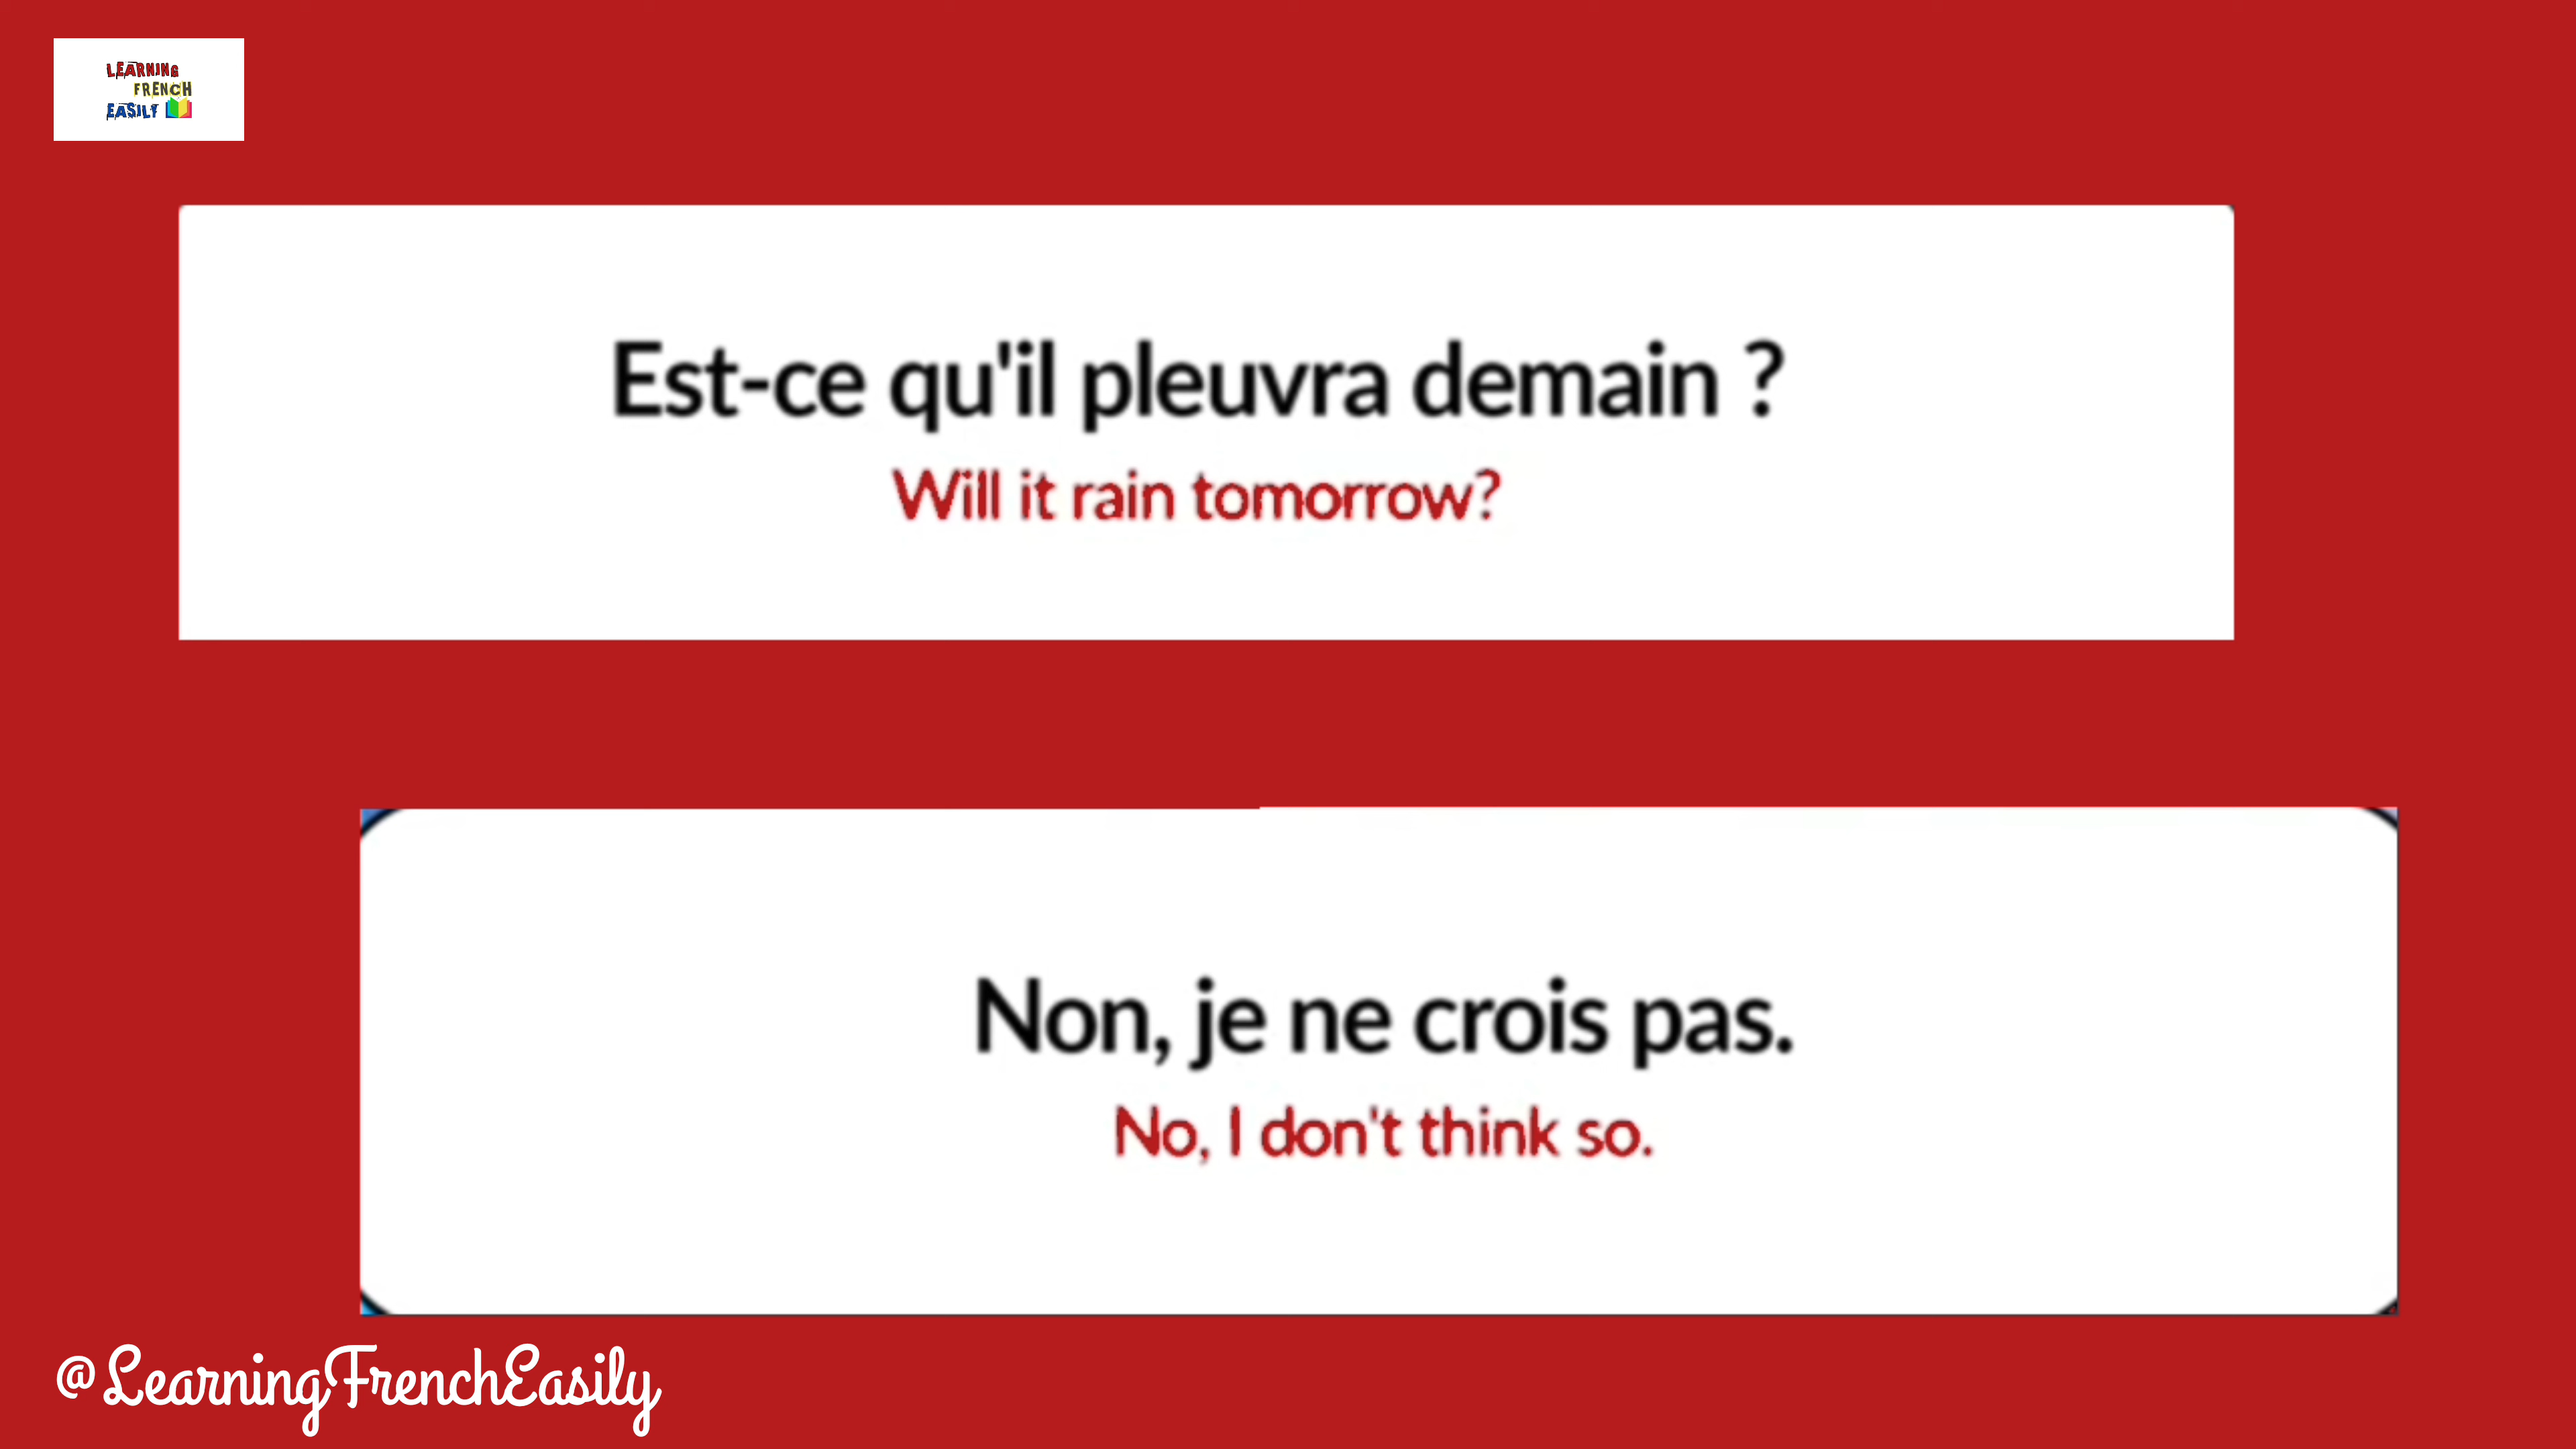 LEARNING
FRENCH
EASILY
Est-ce qu'il pleuvra demain ?
Will it rain tomorrow?
Non, je ne crois pas.
No, I don't think so.
@LearningFrenchEasily